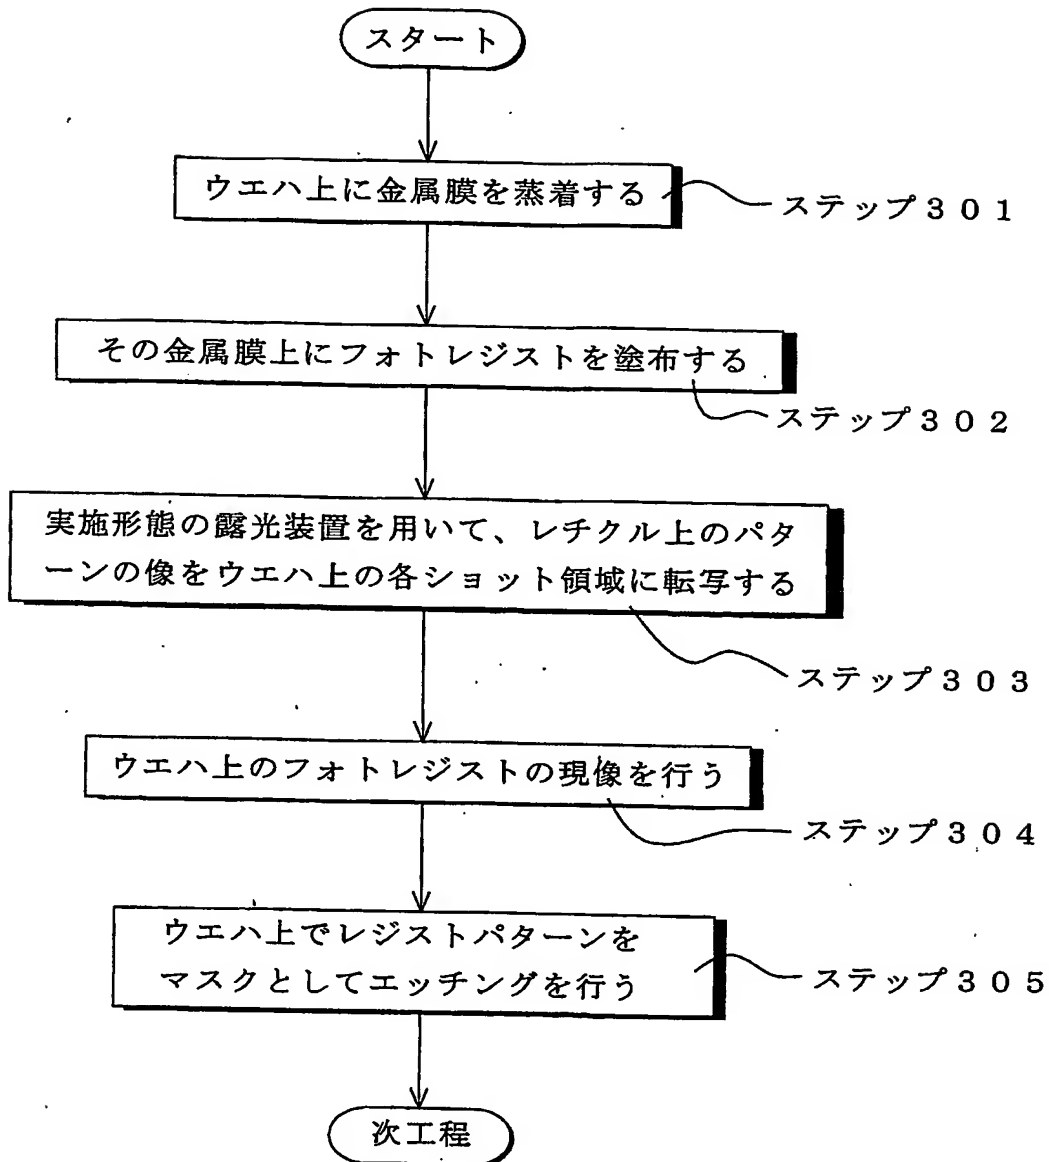 スタート
ウエハ上に金属膜を蒸着する
ステップ301
その金属膜上にフォトレジストを塗布する
ステップ302
実施形態の露光装置を用いて、レチクル上のパタ
ーンの像をウエハ上の各ショット領域に転写する
ステップ303
ウエハ上のフォトレジストの現像を行う
ステップ304
ウエハ上でレジストパターンを
マスクとしてエッチングを行う
ステップ305
次工程